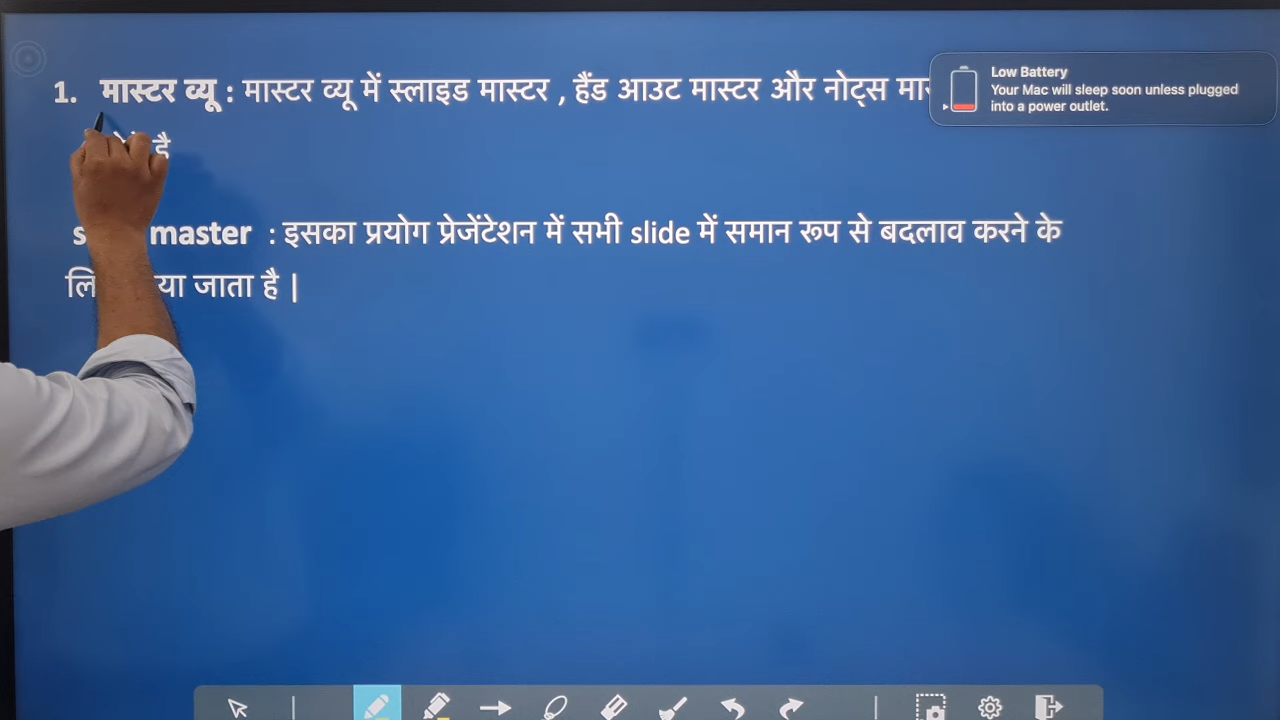 1. मास्टर व्यू : मास्टर व्यू में स्लाइड मास्टर , हैंड आउट मास्टर और नोट्स
है
master : इसका प्रयोग प्रेजेंटेशन में सभी slide में समान रूप से बदलाव करने के
जाता है |
Low Battery
Your Mac will sleep soon unless plugged
into a power outlet.